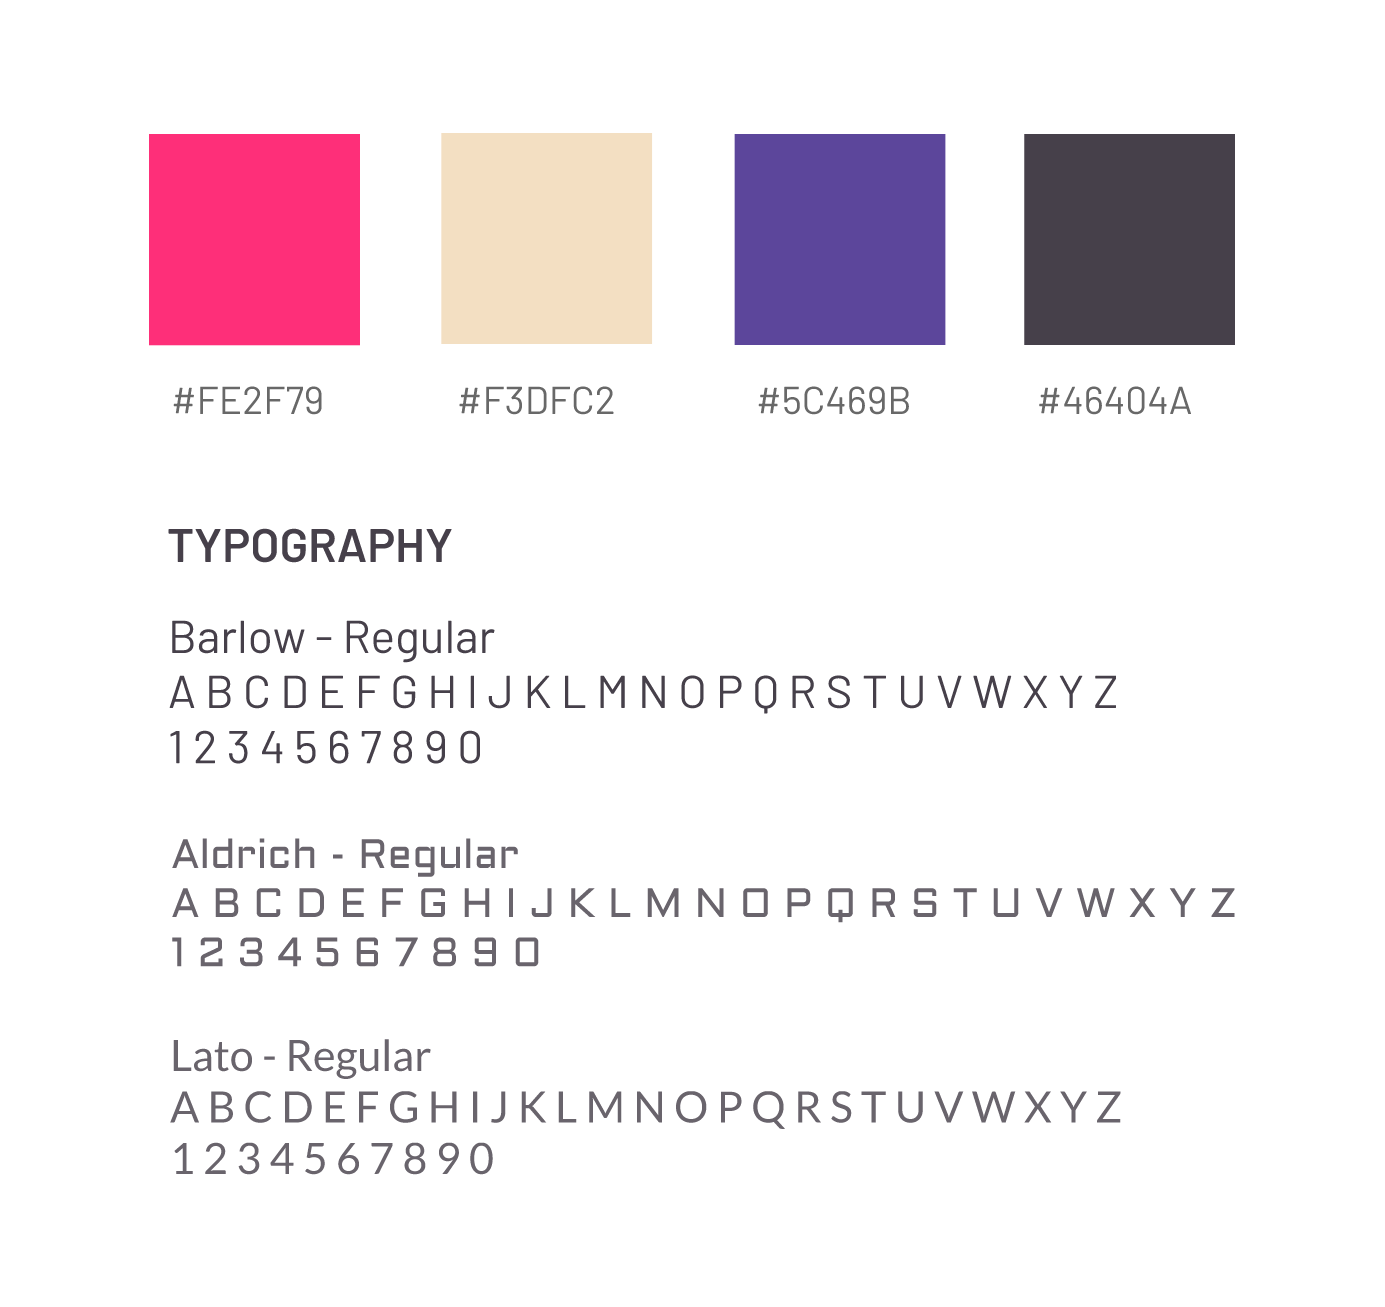 #FE2F79 #F3DFC2 #5C469B #46404A
TYPOGRAPHY
Barlow - Regular
A B C D E F G H I J K L M N O P Q R S T U V W X Y Z
1 2 3 4 5 6 7 8 9 0
Aldrich - Regular
A B C D E F G H I J K L M N O P Q R S T U V W X Y Z
1 2 3 4 5 6 7 8 9 0
Lato - Regular
A B C D E F G H I J K L M N O P Q R S T U V W X Y Z
1 2 3 4 5 6 7 8 9 0